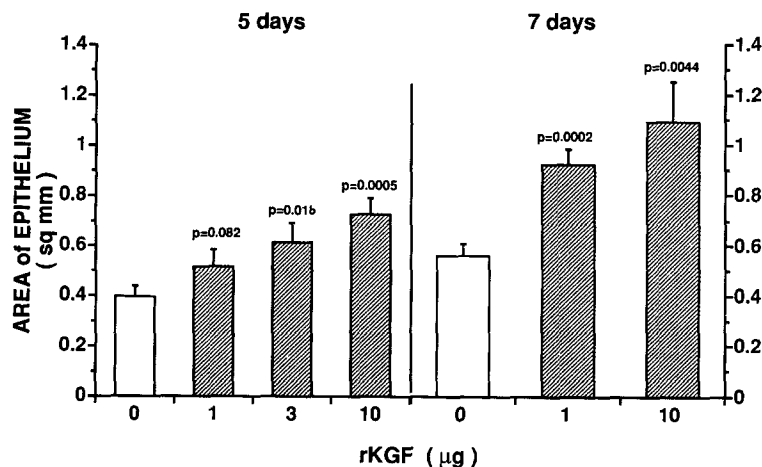 5 days 7 days
1.4 1.4
p=0.0044
1.2 1.2
p=0.0002
1 1
p=0.0005
0.8 0.8
p=0.082 p=0.01b
0.6 0.6
0.4 0.4
0.2 0.2
0 0
AREA of EPITHELIUM
( sq mm )
0 1 3 10 0 1 10
rKGF ( μg )